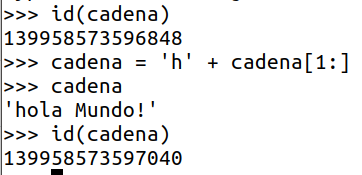 >>> id(cadena)
139958573596848
>>> cadena = 'h' + cadena[1:]
>>> cadena
'hola Mundo!'
>>> id(cadena)
139958573597040